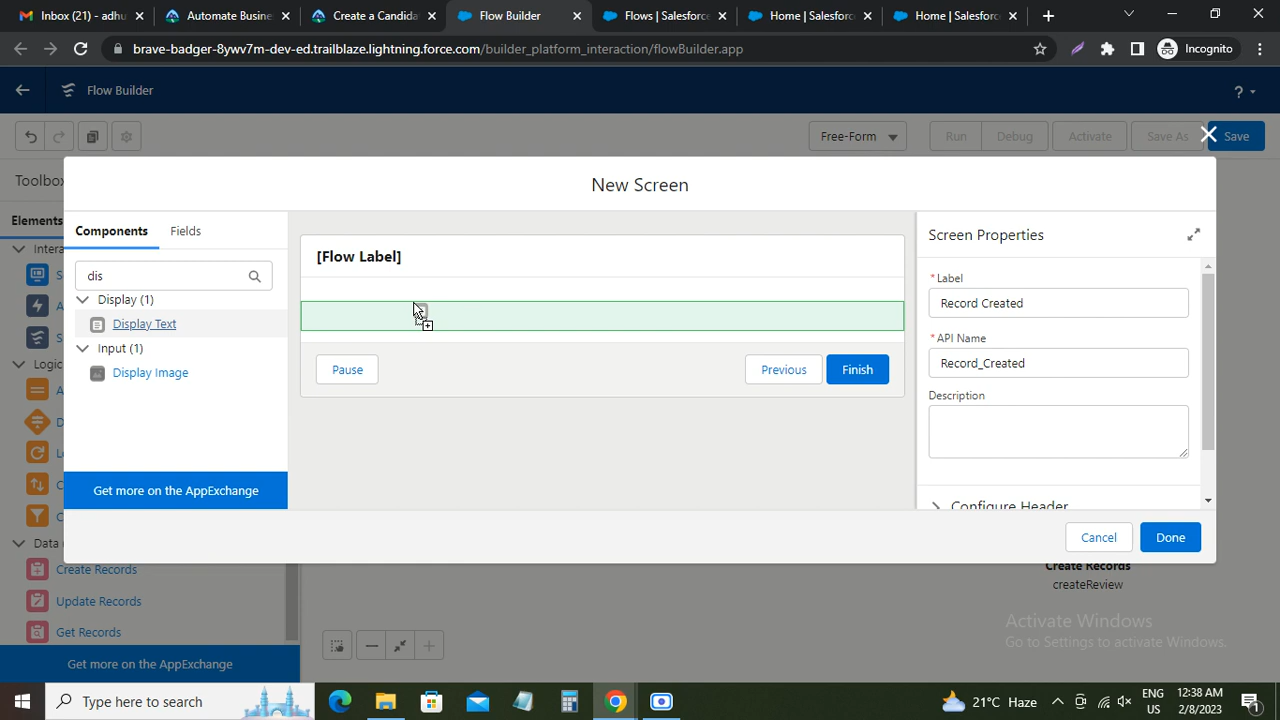 Inbox (21) - adhu
Automate Busine
Create a Candida
Flow Builder
Flows | Salesforce
Home | Salesforc
Home | Salesforc
brave-badger-8ywv7m-dev-ed.trailblaze.lightning.force.com/builder_platform_interaction/flowBuilder.app
Incognito
Flow Builder
?
Free-Form
Run
Debug
Activate
Save As
Save
Toolbox
New Screen
Elements
Components
Fields
Screen Properties
Intera
dis
[Flow Label]
* Label
Display (1)
Record Created
Display Text
* API Name
Input (1)
Record_Created
Logic
Display Image
Pause
Previous
Finish
Description
Get more on the AppExchange
Configure Header
Cancel
Done
Data
Create Records
Create Records
createReview
Update Records
Get Records
Activate Windows
Go to Settings to activate Windows.
Get more on the AppExchange
Type here to search
21°C Haze
ENG
US
12:38 AM
2/8/2023
1